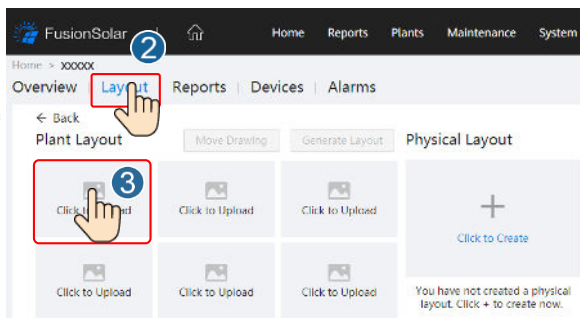 FusionSolar
Home Reports Plants Maintenance System
2
Home > XXXXX
Overview Layout Reports Devices Alarms
← Back
Plant Layout Move Drawing Generate Layout Physical Layout
3
Click to Upload Click to Upload Click to Upload
Click to Create
Click to Upload Click to Upload Click to Upload
You have not created a physical
layout. Click + to create now.